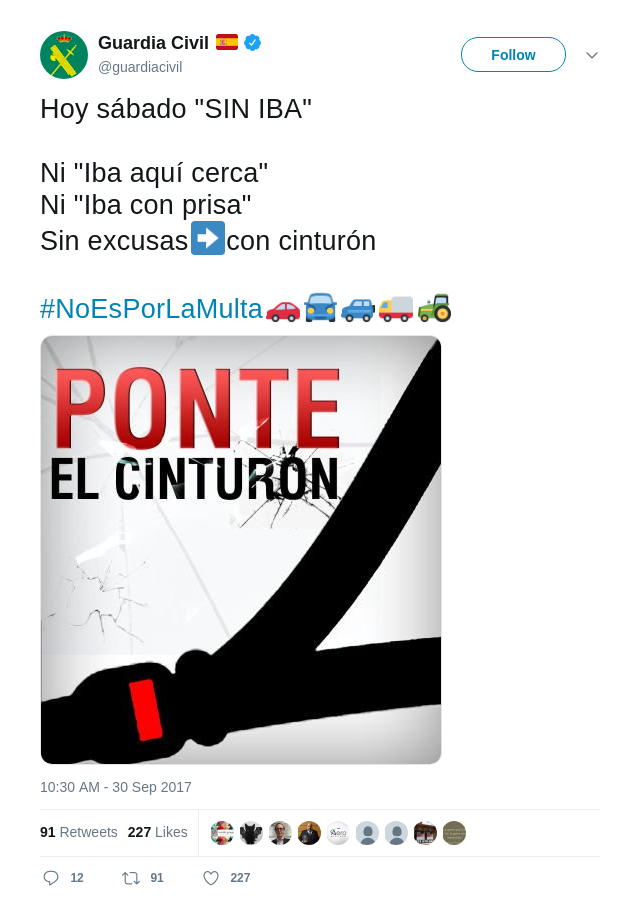 Guardia Civil
@guardiacivil
Follow
Hoy sábado "SIN IBA"
Ni "Iba aquí cerca"
Ni "Iba con prisa"
Sin excusas➡️con cinturón
#NoEsPorLaMulta
PONTE
EL CINTURÓN
10:30 AM - 30 Sep 2017
91 Retweets 227 Likes
12 91 227